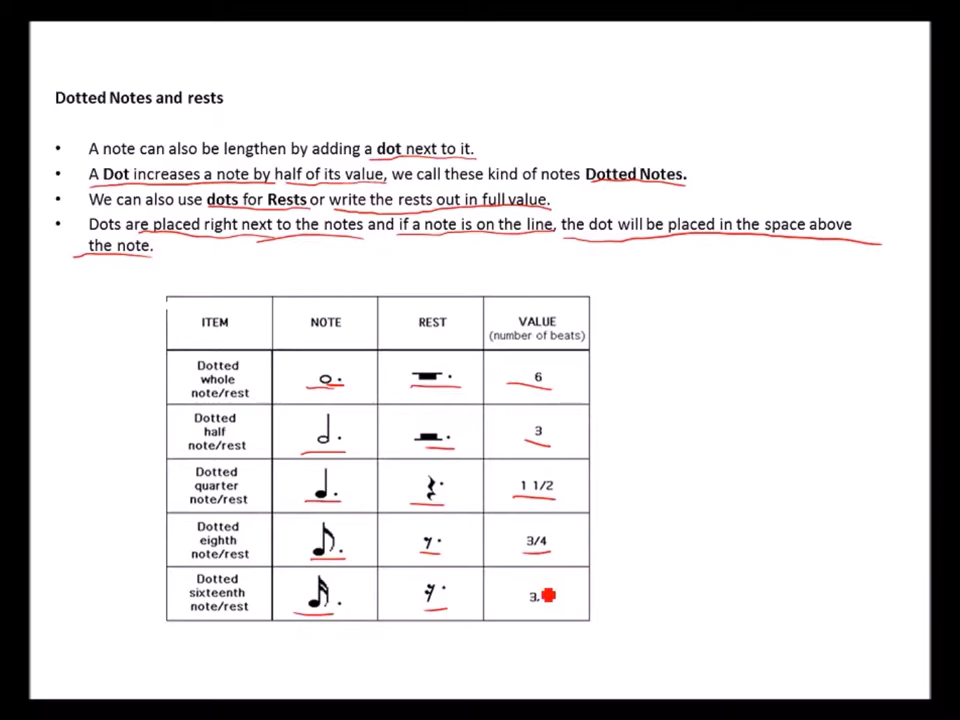 Dotted Notes and rests
• A note can also be lengthen by adding a dot next to it.
• A Dot increases a note by half of its value, we call these kind of notes Dotted Notes.
• We can also use dots for Rests or write the rests out in full value.
• Dots are placed right next to the notes and if a note is on the line, the dot will be placed in the space above
the note.
ITEM NOTE REST VALUE
(number of beats)
Dotted
whole 6
note/rest
Dotted
half 3
note/rest
Dotted
quarter 1 1/2
note/rest
Dotted
eighth 3/4
note/rest
Dotted
sixteenth
note/rest